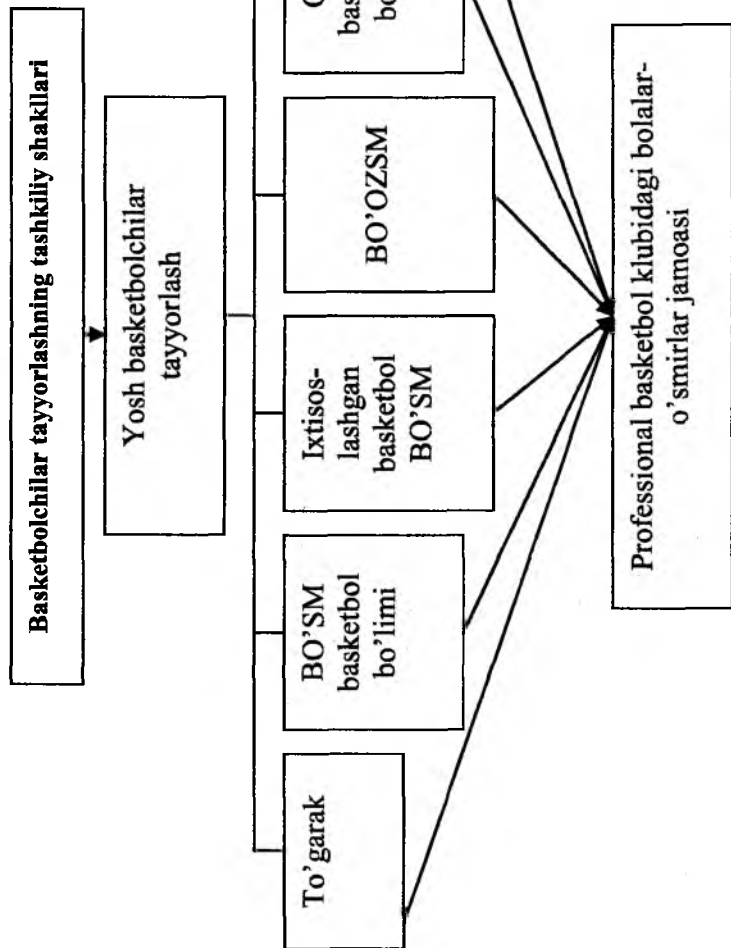 Basketbolchilar tayyorlashning tashkiliy shakllari
Yosh basketbolchilar
tayyorlash
To'garak
BO'SM
basketbol
bo'limi
Ixtisos-
lashgan
basketbol
BO'SM
BO'OZSM
Professional basketbol klubidagi bolalar-
o'smirlar jamoasi